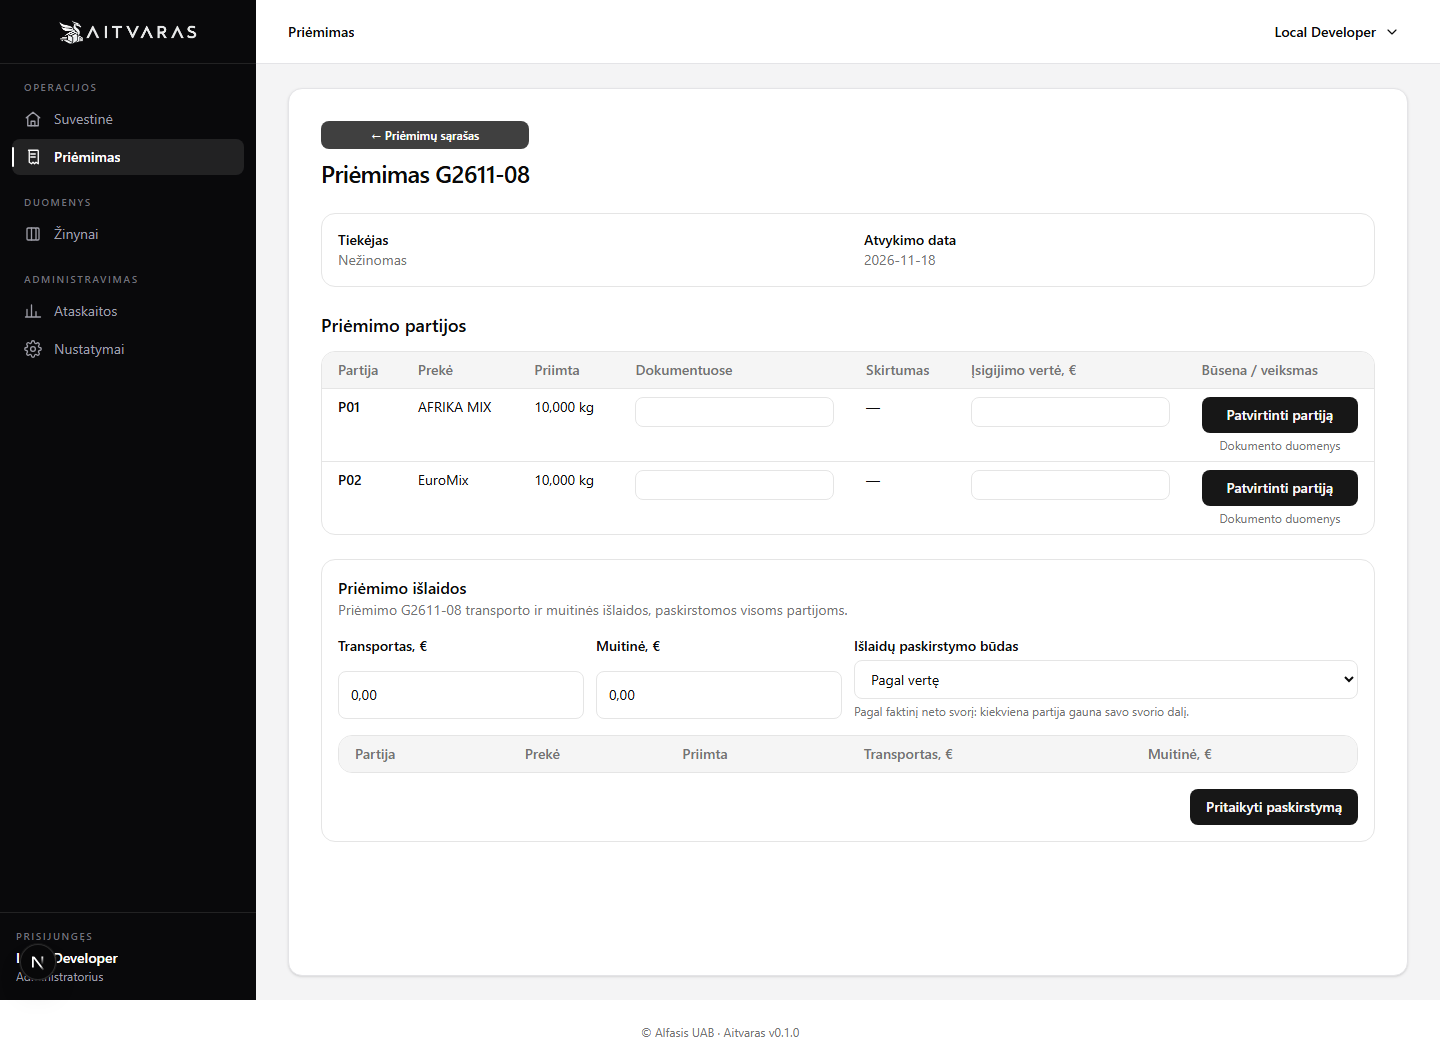 AITVARAS
Priėmimas
Local Developer
OPERACIJOS
Suvestinė
Priėmimas
DUOMENYS
Žinynai
ADMINISTRAVIMAS
Ataskaitos
Nustatymai
← Priėmimų sąrašas
Priėmimas G2611-08
Tiekėjas Atvykimo data
Nežinomas 2026-11-18
Priėmimo partijos
Partija Prekė Priimta Dokumentuose Skirtumas Įsigijimo vertė, € Būsena / veiksmas
P01 AFRIKA MIX 10,000 kg — Patvirtinti partiją
Dokumento duomenys
P02 EuroMix 10,000 kg — Patvirtinti partiją
Dokumento duomenys
Priėmimo išlaidos
Priėmimo G2611-08 transporto ir muitinės išlaidos, paskirstomos visoms partijoms.
Transportas, € Muitinė, € Išlaidų paskirstymo būdas
0,00 0,00 Pagal vertę
Pagal faktinį neto svorį: kiekviena partija gauna savo svorio dalį.
Partija Prekė Priimta Transportas, € Muitinė, €
Pritaikyti paskirstymą
PRISIJUNGĘS
Developer
N
istratorius
© Alfasis UAB · Aitvaras v0.1.0